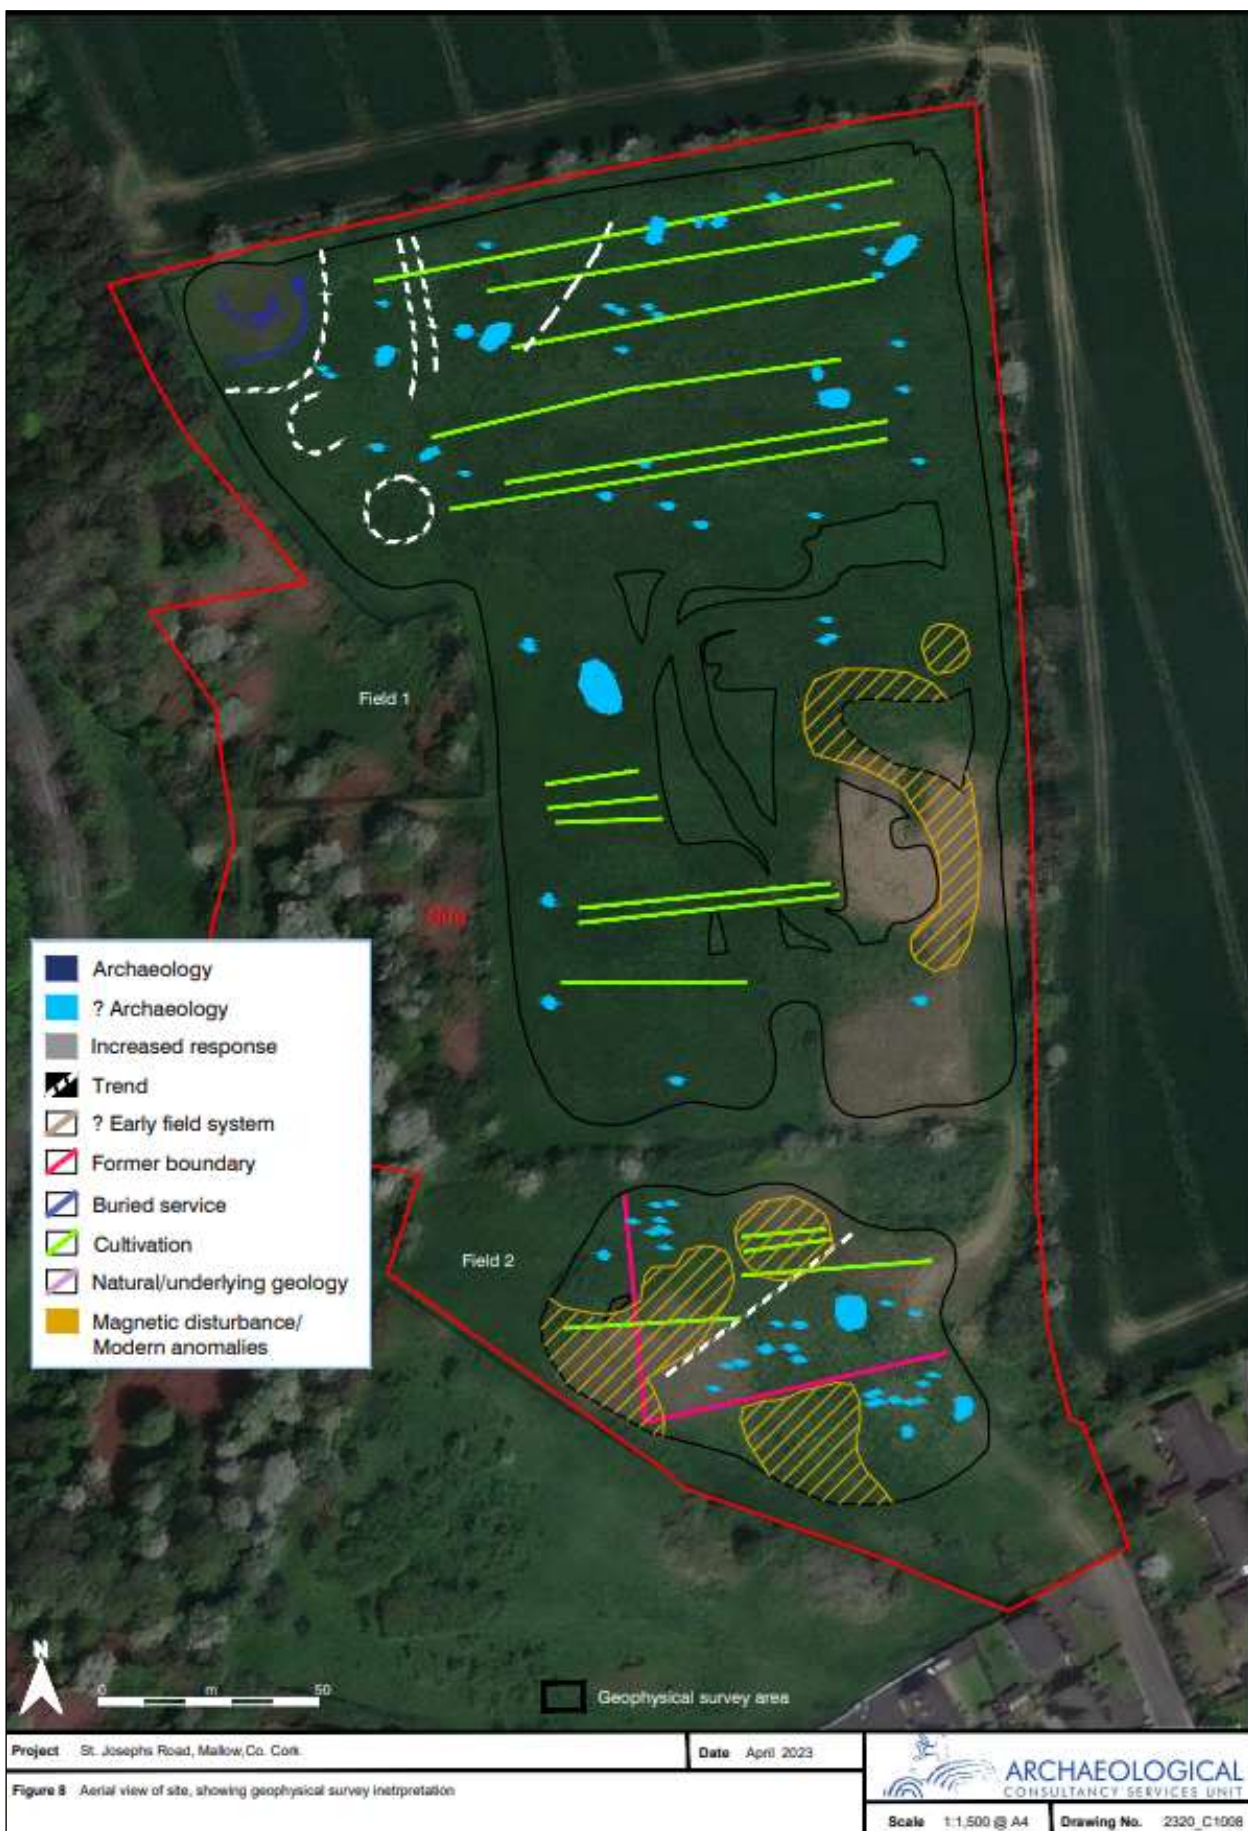 Field 1
Site
Archaeology
? Archaeology
Increased response
Trend
? Early field system
Former boundary
Buried service
Cultivation
Natural/underlying geology
Magnetic disturbance/
Modern anomalies
Field 2
N
0 m 50
Geophysical survey area
Project St. Josephs Road, Mallow,Co. Cork
Date April 2023
Figure 8 Aerial view of site, showing geophysical survey inetrpretation
ARCHAEOLOGICAL
CONSULTANCY SERVICES UNIT
Scale 1:1,500 @ A4
Drawing No. 2320_C1008